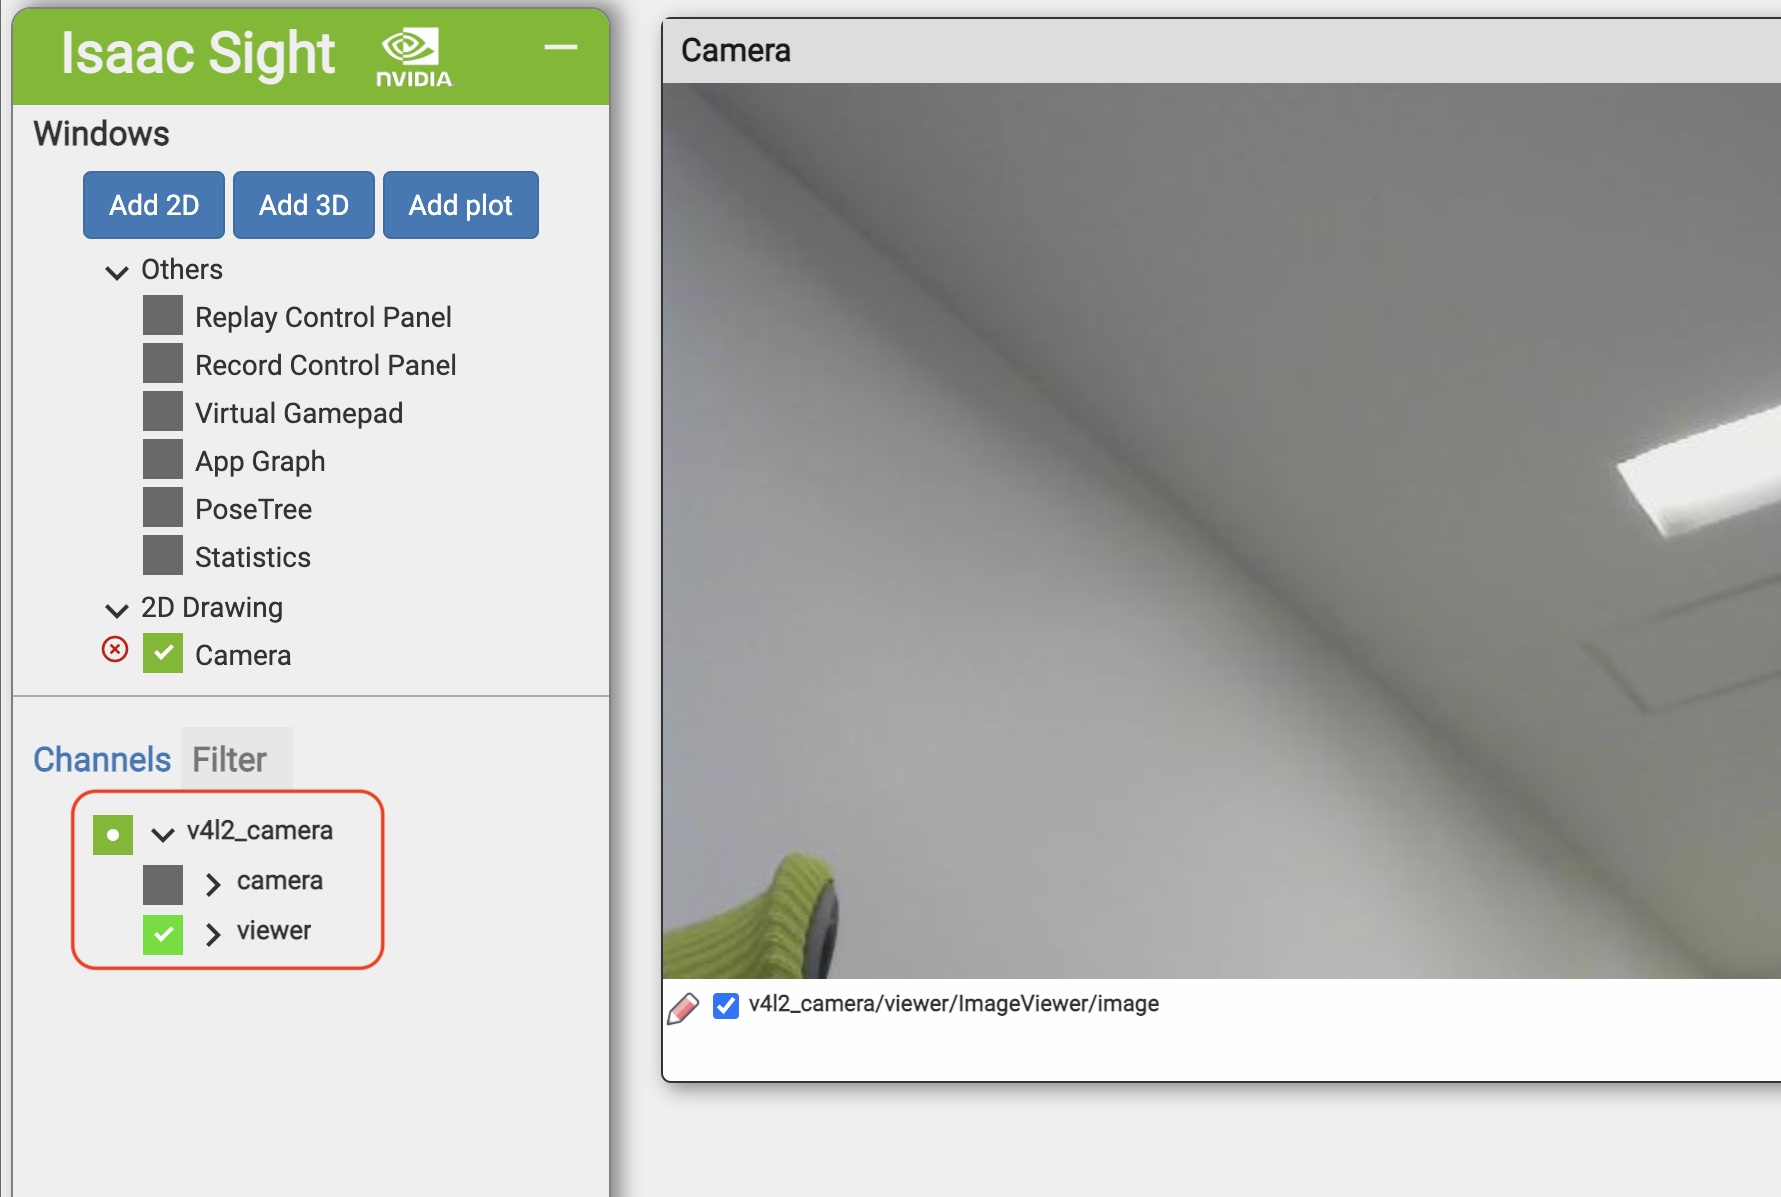 Isaac Sight
NVIDIA
Windows
Add 2D
Add 3D
Add plot
Others
Replay Control Panel
Record Control Panel
Virtual Gamepad
App Graph
PoseTree
Statistics
2D Drawing
Camera
Channels
Filter
v4l2_camera
camera
viewer
Camera
v4l2_camera/viewer/ImageViewer/image